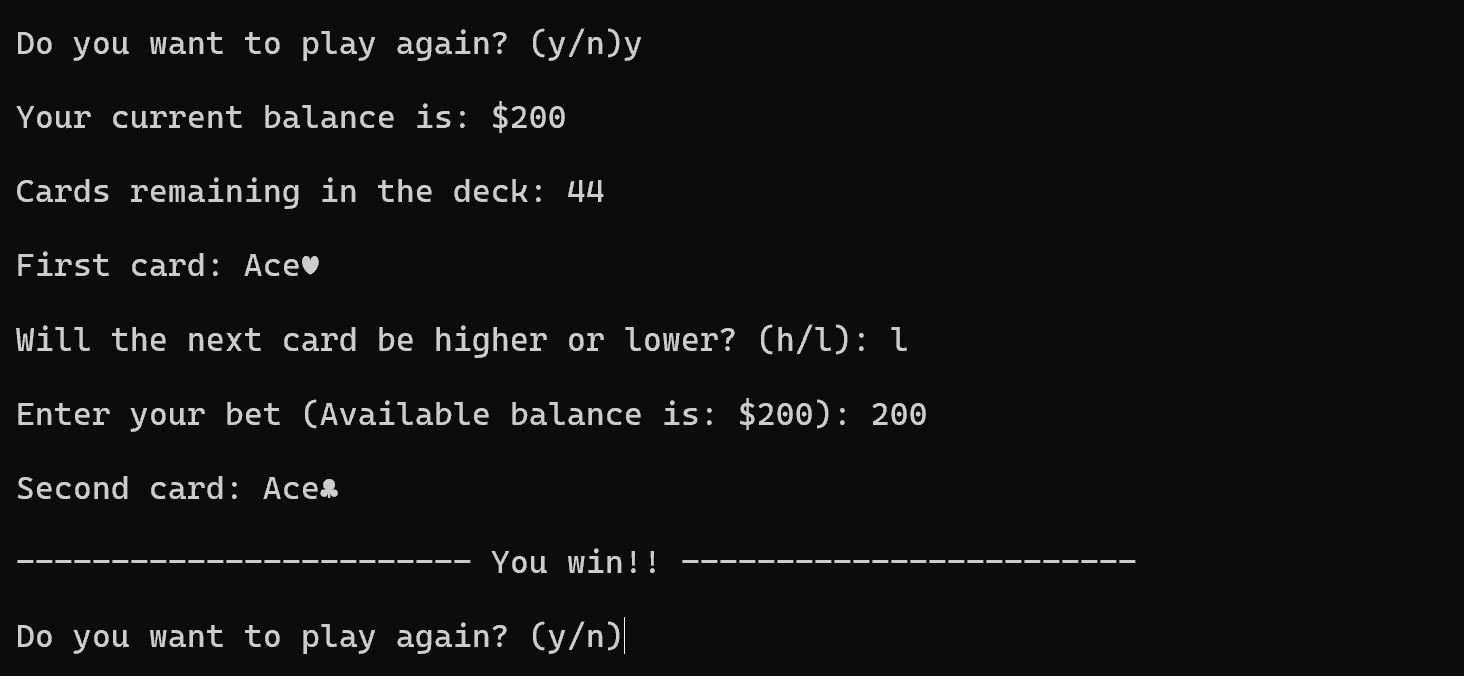 Do you want to play again? (y/n)y
Your current balance is: $200
Cards remaining in the deck: 44
First card: Ace♥
Will the next card be higher or lower? (h/l): l
Enter your bet (Available balance is: $200): 200
Second card: Ace♣
------------------------ You win!! ------------------------
Do you want to play again? (y/n)